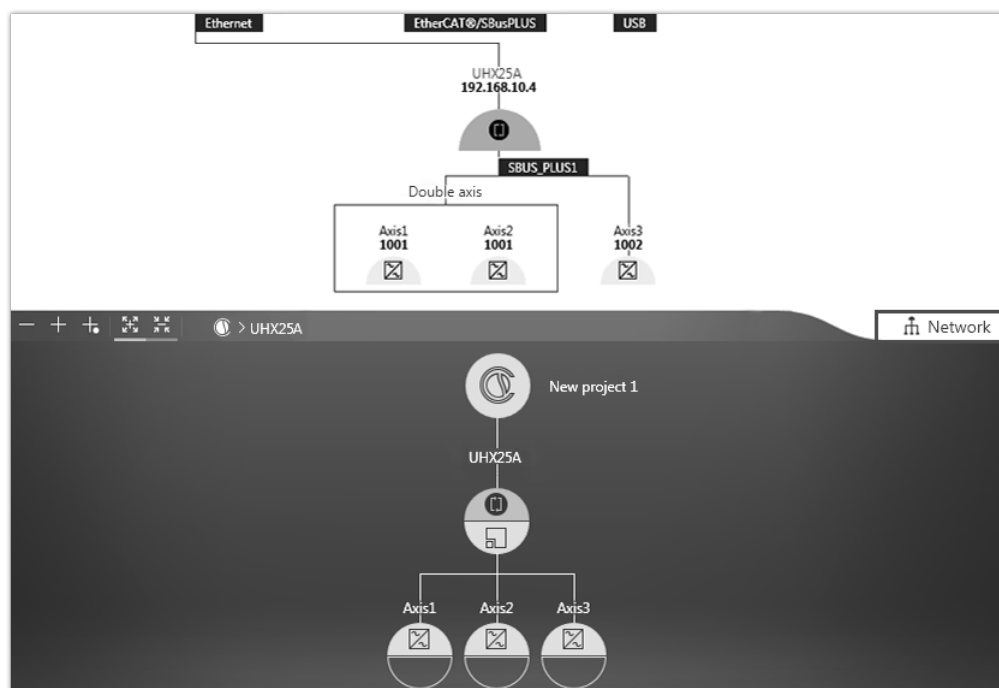 Ethernet EtherCAT®/SBusPLUS USB
UHX25A
192.168.10.4
SBUS_PLUS1
Double axis
Axis1 Axis2 Axis3
1001 1001 1002
> UHX25A Network
New project 1
UHX25A
Axis1 Axis2 Axis3